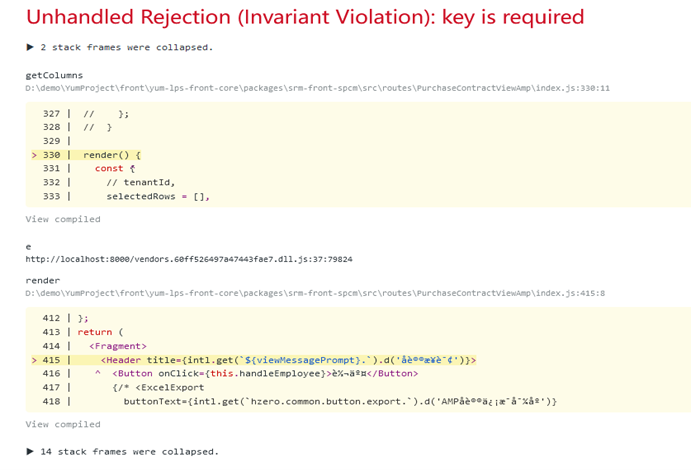 Unhandled Rejection (Invariant Violation): key is required
▶ 2 stack frames were collapsed.
getColumns
D:\demo\YumProject\front\yum-lps-front-core\packages\srm-front-spcm\src\routes\PurchaseContractViewAmp\index.js:330:11
327 | //    };
328 | //  }
329 |
> 330 | render() {
331 |   const {
332 |     // tenantId,
333 |     selectedRows = [],
View compiled
e
http://localhost:8000/vendors.60ff526497a47443fae7.dll.js:37:79824
render
D:\demo\YumProject\front\yum-lps-front-core\packages\srm-front-spcm\src\routes\PurchaseContractViewAmp\index.js:415:8
412 | };
413 | return (
414 |   <Fragment>
> 415 |     <Header title={intl.get(`${viewMessagePrompt}.`).d('åè®®æ¥è¯¢')}>
416 |   ^   <Button onClick={this.handleEmployee}>è½¬äº¤</Button>
417 |       {/* <ExcelExport
418 |         buttonText={intl.get(`hzero.common.button.export.`).d('AMPåè®®ä¿¡æ¯å¯¼åº')}
View compiled
▶ 14 stack frames were collapsed.